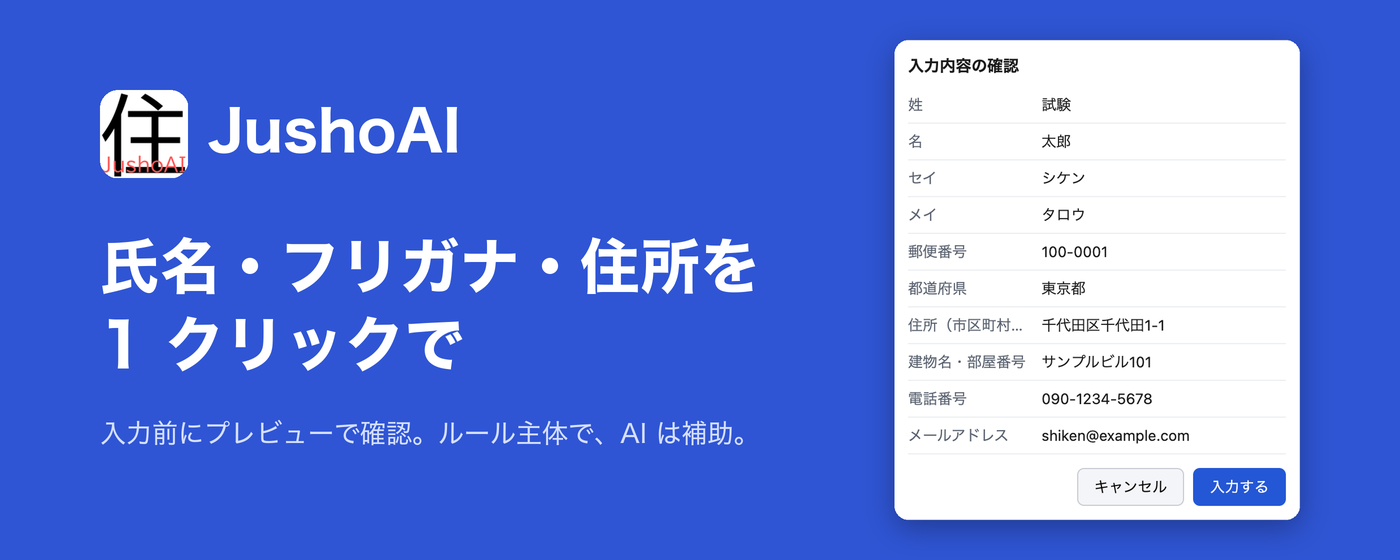 住
JushoAI
JushoAI
氏名・フリガナ・住所を
1 クリックで
入力前にプレビューで確認。ルール主体で、AI は補助。
入力内容の確認
姓 試験
名 太郎
セイ シケン
メイ タロウ
郵便番号 100-0001
都道府県 東京都
住所（市区町村... 千代田区千代田1-1
建物名・部屋番号 サンプルビル101
電話番号 090-1234-5678
メールアドレス shiken@example.com
キャンセル 入力する